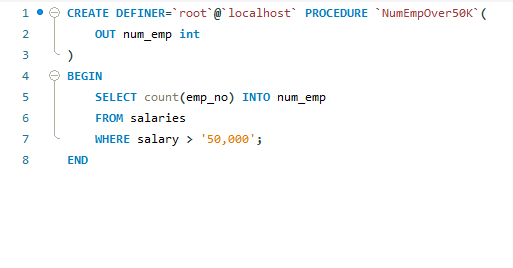 1 CREATE DEFINER=`root`@`localhost` PROCEDURE `NumEmpOver50K`(
2 OUT num_emp int
3 )
4 BEGIN
5 SELECT count(emp_no) INTO num_emp
6 FROM salaries
7 WHERE salary > '50,000';
8 END